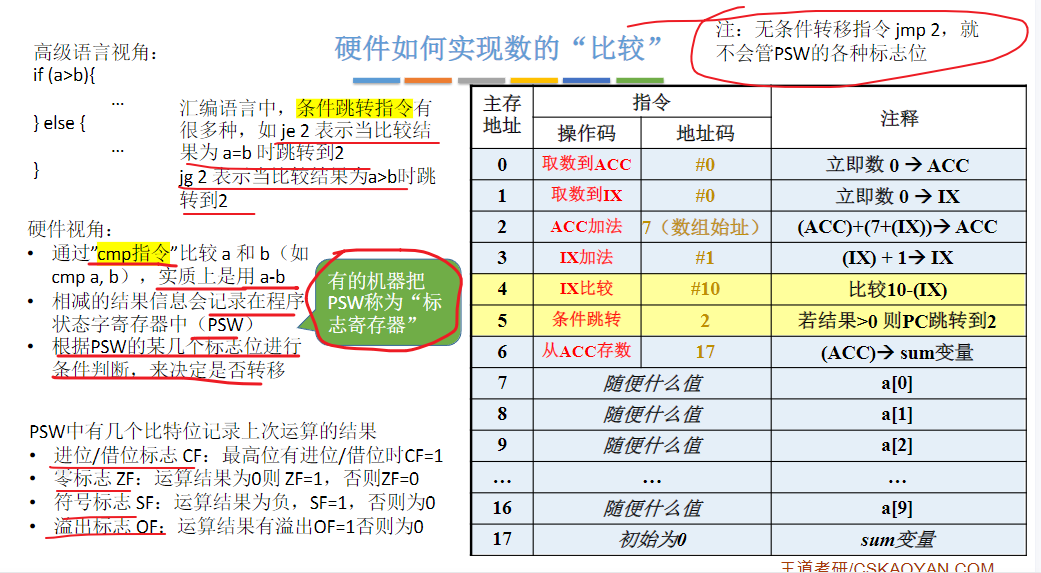 硬件如何实现数的“比较”
注：无条件转移指令 jmp 2，就
不会管PSW的各种标志位
高级语言视角：
if (a>b){
...
} else {
...
}
汇编语言中，条件跳转指令有
很多种，如 je 2 表示当比较结
果为 a=b 时跳转到2
jg 2 表示当比较结果为a>b时跳
转到2
硬件视角：
• 通过”cmp指令”比较 a 和 b（如
cmp a, b），实质上是用 a-b
• 相减的结果信息会记录在程序
状态字寄存器中（PSW）
• 根据PSW的某几个标志位进行
条件判断，来决定是否转移
有的机器把
PSW称为“标
志寄存器”
PSW中有几个比特位记录上次运算的结果
• 进位/借位标志 CF：最高位有进位/借位时CF=1
• 零标志 ZF：运算结果为0则 ZF=1，否则ZF=0
• 符号标志 SF：运算结果为负，SF=1，否则为0
• 溢出标志 OF：运算结果有溢出OF=1否则为0
主存地址 指令 注释
操作码 地址码
0 取数到ACC #0 立即数 0 → ACC
1 取数到IX #0 立即数 0 → IX
2 ACC加法 7（数组始址） (ACC)+(7+(IX))→ ACC
3 IX加法 #1 (IX) + 1→ IX
4 IX比较 #10 比较10-(IX)
5 条件跳转 2 若结果>0 则PC跳转到2
6 从ACC存数 17 (ACC)→ sum变量
7 随便什么值 a[0]
8 随便什么值 a[1]
9 随便什么值 a[2]
... ... ...
16 随便什么值 a[9]
17 初始为0 sum变量
王道考研/CSKAOYAN.COM